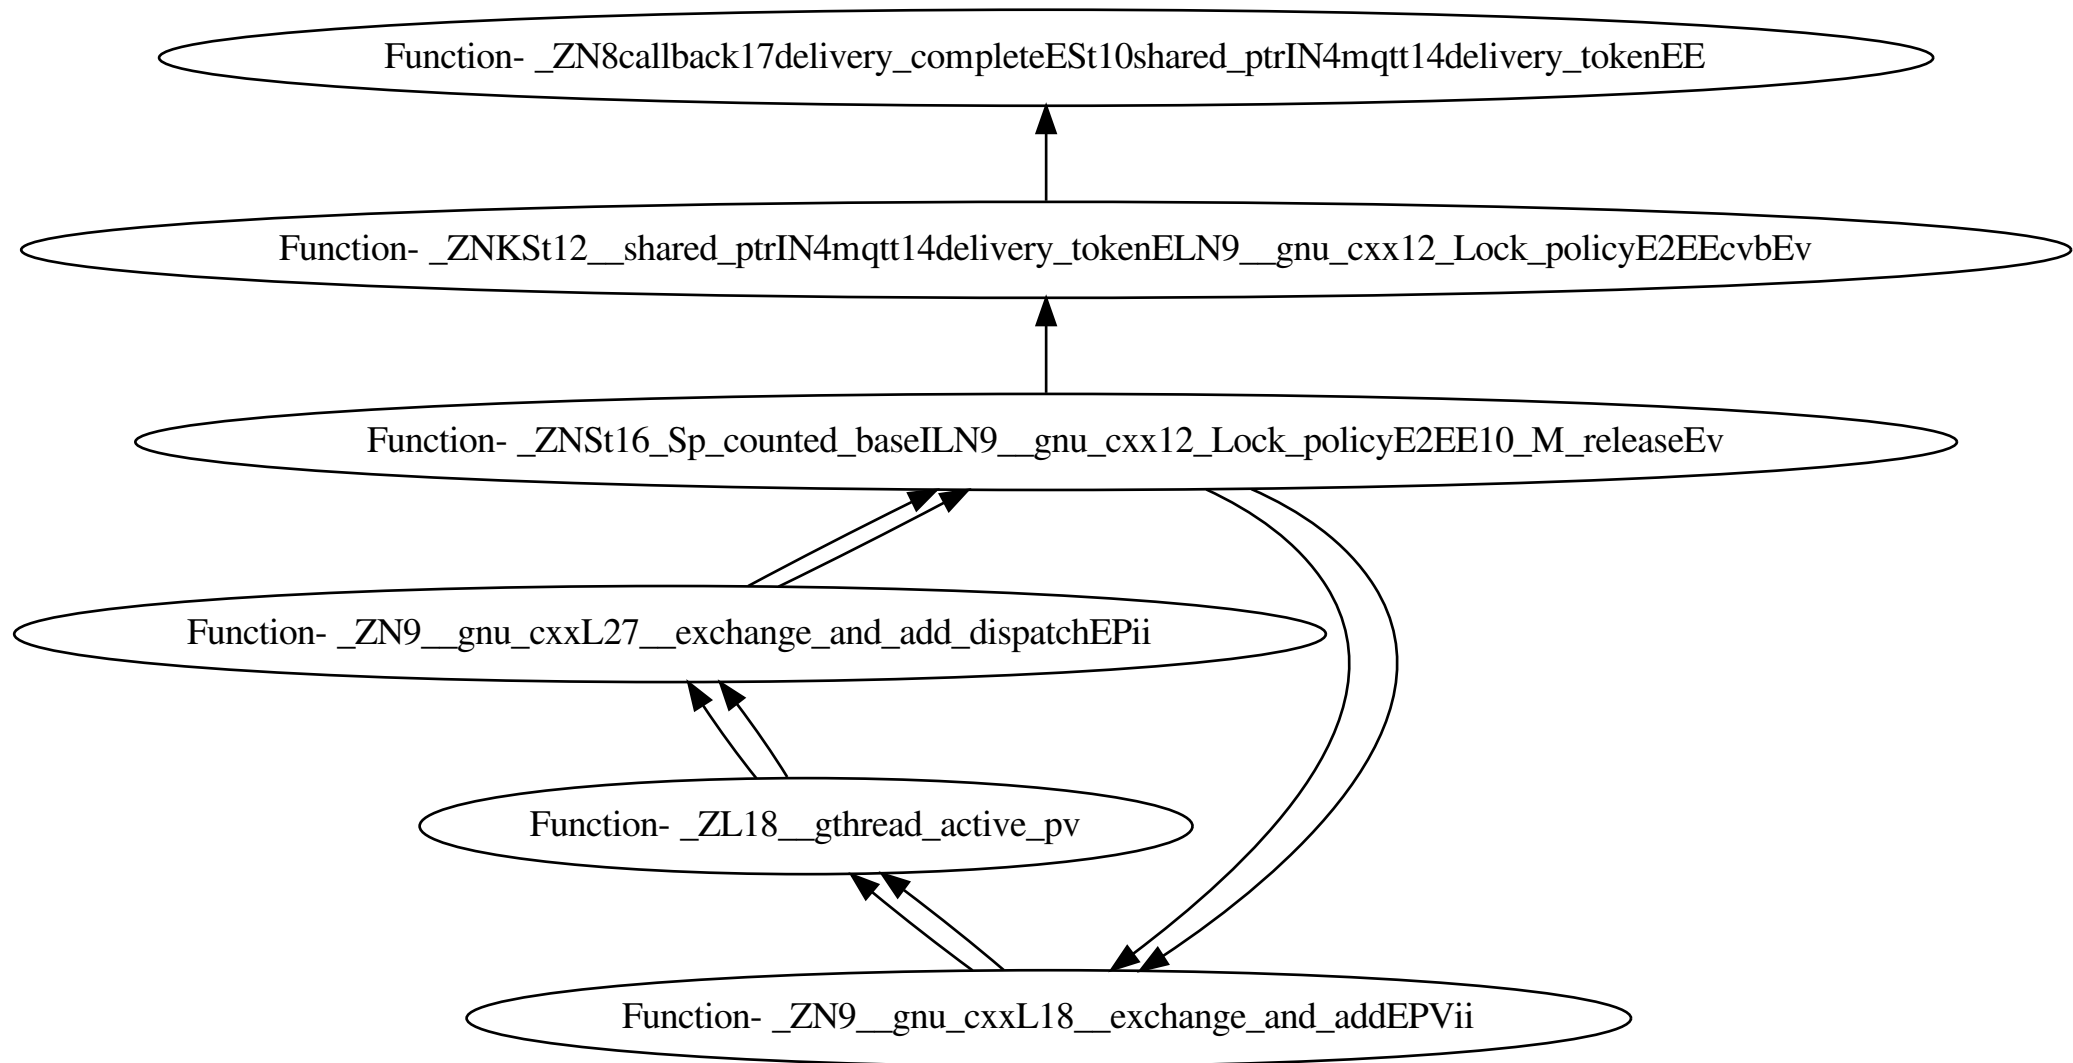 Function- _ZN8callback17delivery_completeESt10shared_ptrIN4mqtt14delivery_tokenEE
Function- _ZNKSt12__shared_ptrIN4mqtt14delivery_tokenELN9__gnu_cxx12_Lock_policyE2EEcvbEv
Function- _ZNSt16_Sp_counted_baseILN9__gnu_cxx12_Lock_policyE2EE10_M_releaseEv
Function- _ZN9__gnu_cxxL27__exchange_and_add_dispatchEPii
Function- _ZL18__gthread_active_pv
Function- _ZN9__gnu_cxxL18__exchange_and_addEPVii